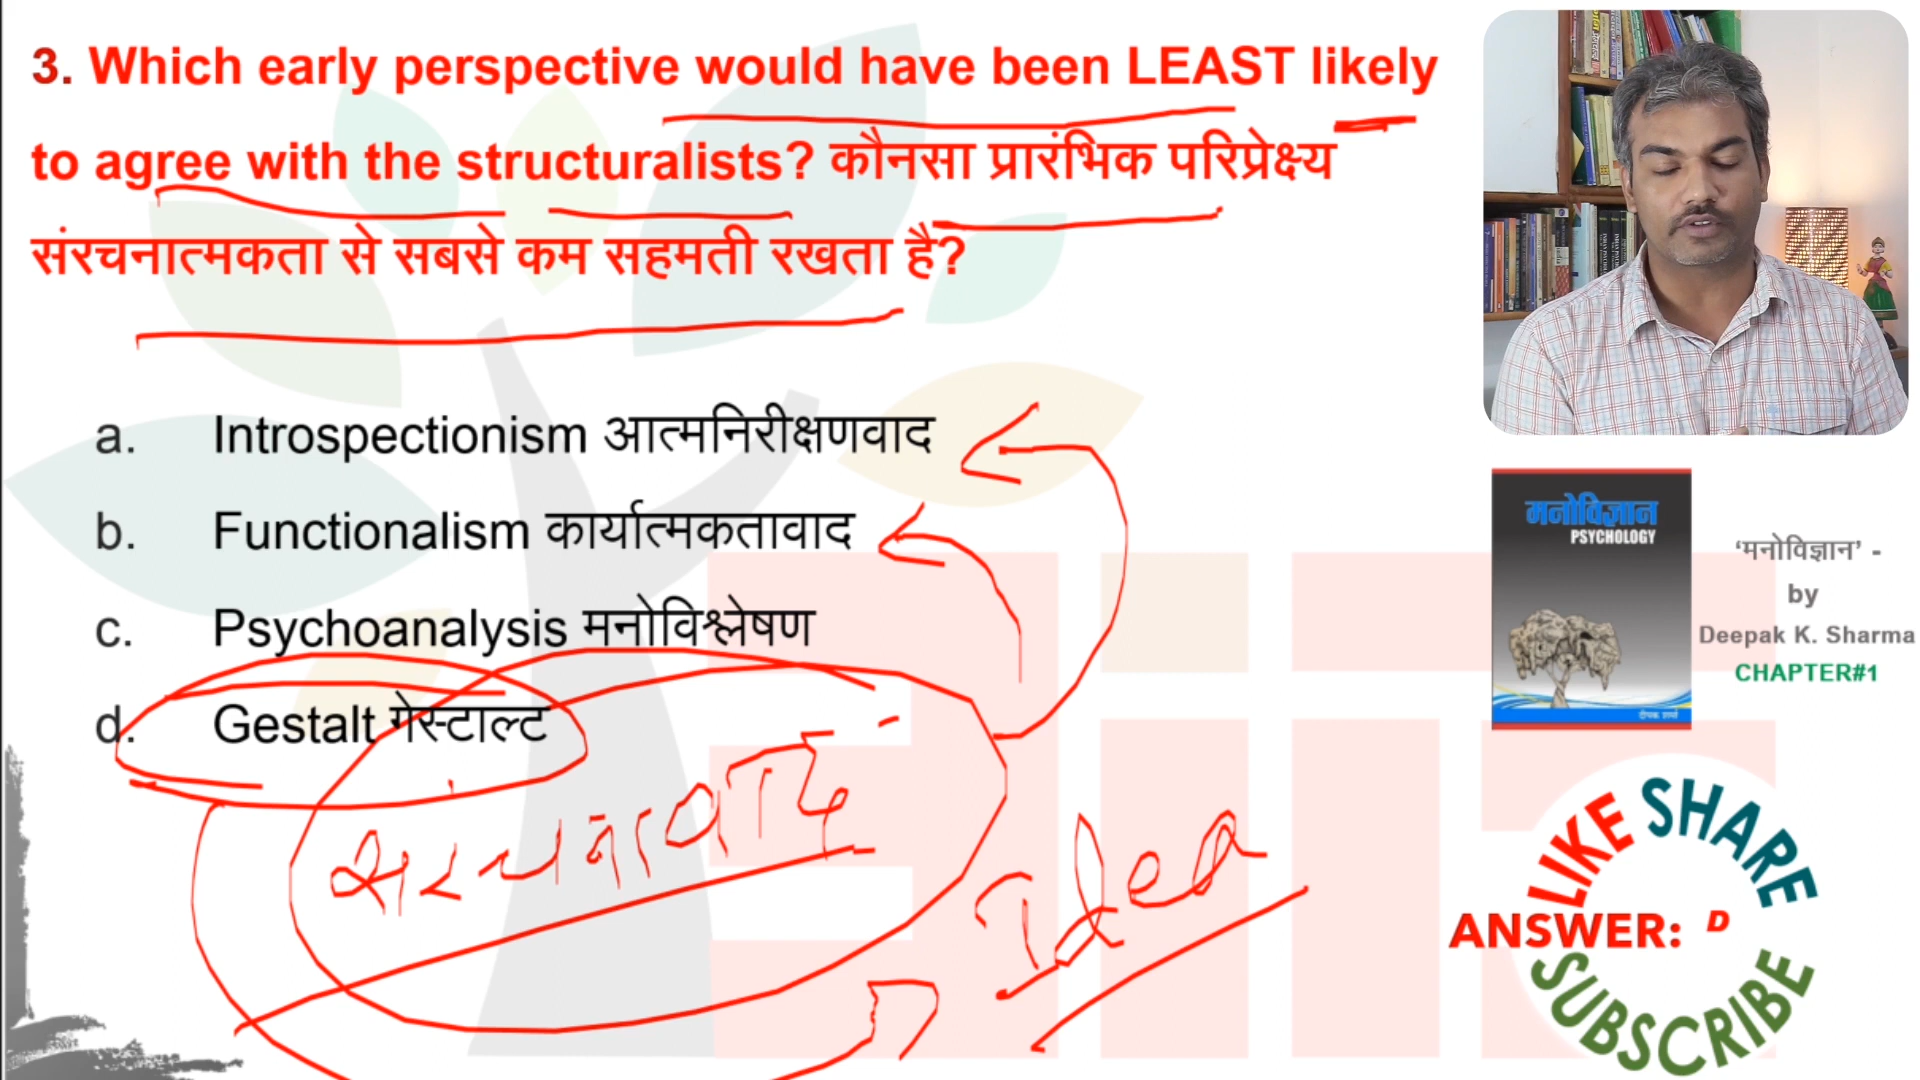 3. Which early perspective would have been LEAST likely
to agree with the structuralists? कौनसा प्रारंभिक परिप्रेक्ष्य
संरचनात्मकता से सबसे कम सहमती रखता है?
a. Introspectionism आत्मनिरीक्षणवाद
b. Functionalism कार्यात्मकतावाद
c. Psychoanalysis मनोविश्लेषण
d. Gestalt गेस्टाल्ट
Idea
मनोविज्ञान
PSYCHOLOGY
दीपक शर्मा
‘मनोविज्ञान’ -
by
Deepak K. Sharma
CHAPTER#1
LIKE SHARE
ANSWER: D
SUBSCRIBE